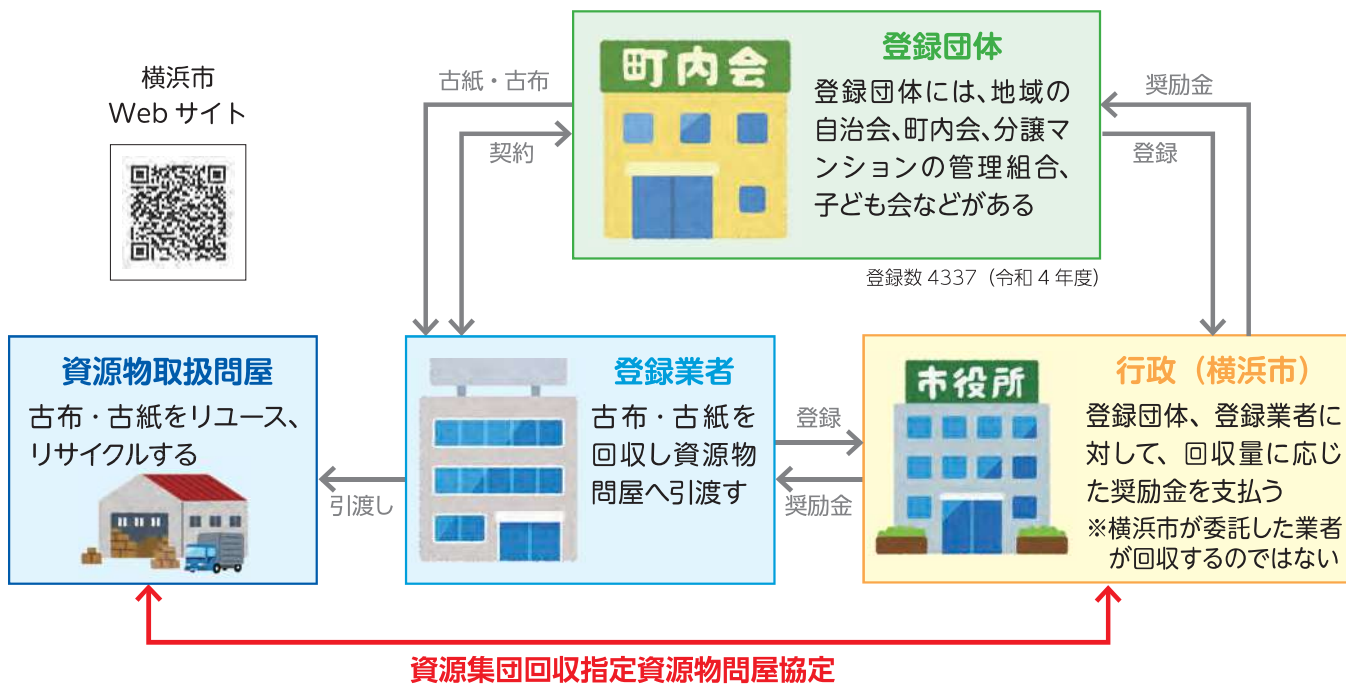 横浜市
Web サイト
町内会
登録団体
登録団体には、地域の
自治会、町内会、分譲マ
ンションの管理組合、
子ども会などがある
登録数 4337（令和 4 年度）
古紙・古布
契約
奨励金
登録
資源物取扱問屋
古布・古紙をリユース、
リサイクルする
引渡し
登録業者
古布・古紙を
回収し資源物
問屋へ引渡す
登録
奨励金
市役所
行政（横浜市）
登録団体、登録業者に
対して、回収量に応じ
た奨励金を支払う
※横浜市が委託した業者
が回収するのではない
資源集団回収指定資源物問屋協定